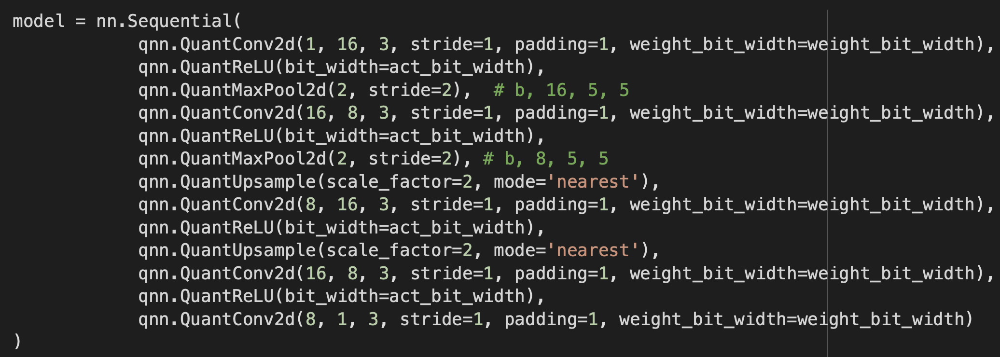 model = nn.Sequential(
            qnn.QuantConv2d(1, 16, 3, stride=1, padding=1, weight_bit_width=weight_bit_width),
            qnn.QuantReLU(bit_width=act_bit_width),
            qnn.QuantMaxPool2d(2, stride=2),  # b, 16, 5, 5
            qnn.QuantConv2d(16, 8, 3, stride=1, padding=1, weight_bit_width=weight_bit_width),
            qnn.QuantReLU(bit_width=act_bit_width),
            qnn.QuantMaxPool2d(2, stride=2), # b, 8, 5, 5
            qnn.QuantUpsample(scale_factor=2, mode='nearest'),
            qnn.QuantConv2d(8, 16, 3, stride=1, padding=1, weight_bit_width=weight_bit_width),
            qnn.QuantReLU(bit_width=act_bit_width),
            qnn.QuantUpsample(scale_factor=2, mode='nearest'),
            qnn.QuantConv2d(16, 8, 3, stride=1, padding=1, weight_bit_width=weight_bit_width),
            qnn.QuantReLU(bit_width=act_bit_width),
            qnn.QuantConv2d(8, 1, 3, stride=1, padding=1, weight_bit_width=weight_bit_width)
)